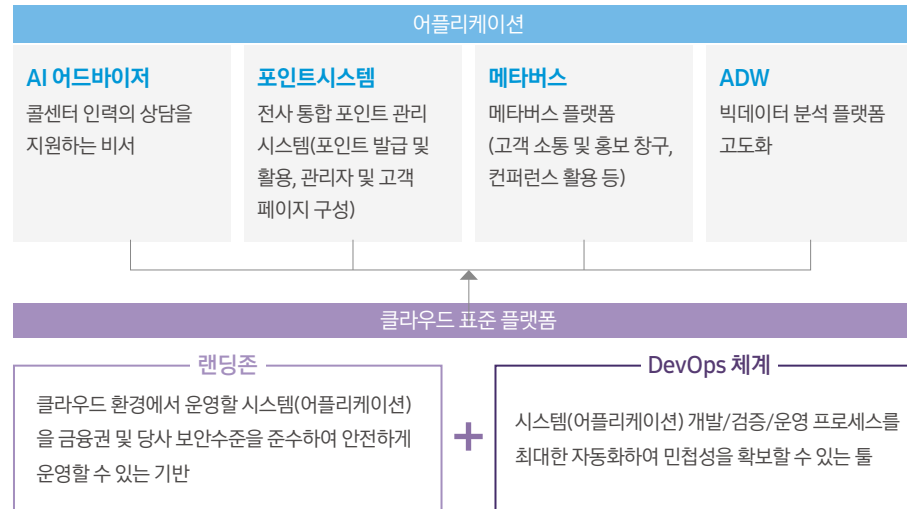 어플리케이션
AI 어드바이저
콜센터 인력의 상담을
지원하는 비서
포인트시스템
전사 통합 포인트 관리
시스템(포인트 발급 및
활용, 관리자 및 고객
페이지 구성)
메타버스
메타버스 플랫폼
(고객 소통 및 홍보 창구,
컨퍼런스 활용 등)
ADW
빅데이터 분석 플랫폼
고도화
클라우드 표준 플랫폼
랜딩존
클라우드 환경에서 운영할 시스템(어플리케이션)
을 금융권 및 당사 보안수준을 준수하여 안전하게
운영할 수 있는 기반
+
DevOps 체계
시스템(어플리케이션) 개발/검증/운영 프로세스를
최대한 자동화하여 민첩성을 확보할 수 있는 툴